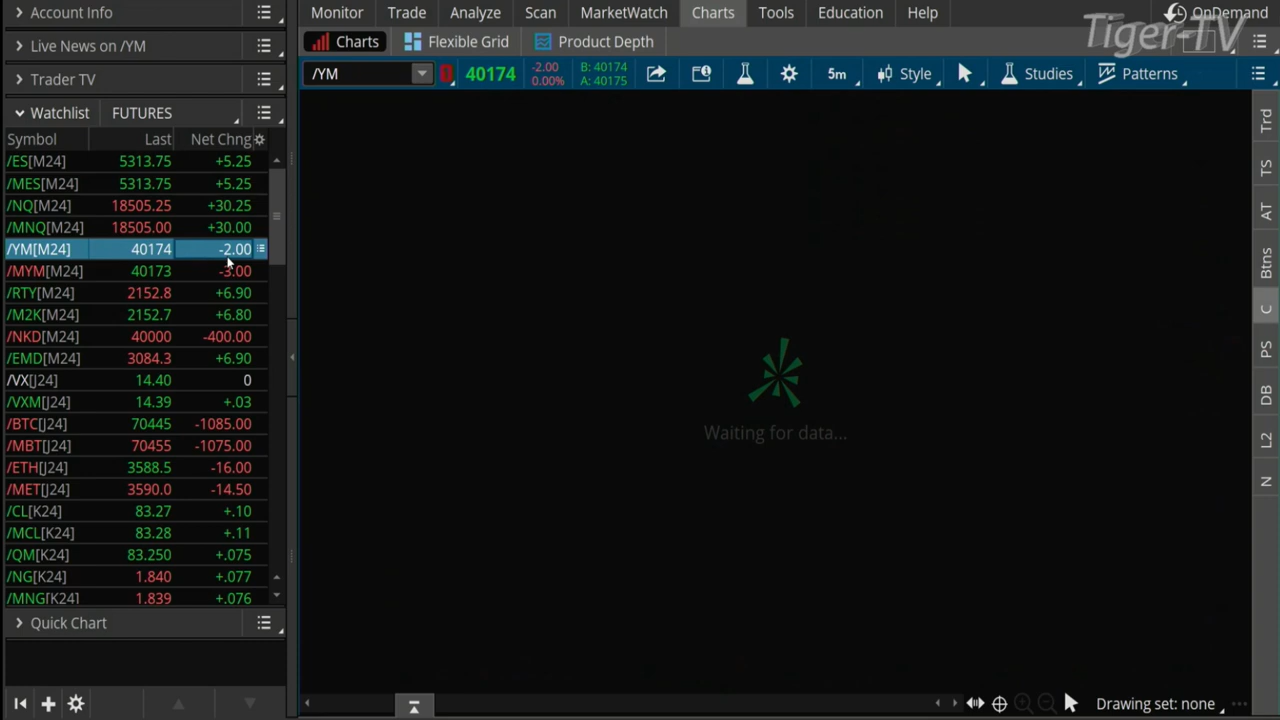 Account Info
Live News on /YM
Trader TV
Watchlist FUTURES
Symbol Last Net Chng
/ES[M24] 5313.75 +5.25
/MES[M24] 5313.75 +5.25
/NQ[M24] 18505.25 +30.25
/MNQ[M24] 18505.00 +30.00
/YM[M24] 40174 -2.00
/MYM[M24] 40173 -3.00
/RTY[M24] 2152.8 +6.90
/M2K[M24] 2152.7 +6.80
/NKD[M24] 40000 -400.00
/EMD[M24] 3084.3 +6.90
/VX[J24] 14.40 0
/VXM[J24] 14.39 +.03
/BTC[J24] 70445 -1085.00
/MBT[J24] 70455 -1075.00
/ETH[J24] 3588.5 -16.00
/MET[J24] 3590.0 -14.50
/CL[K24] 83.27 +.10
/MCL[K24] 83.28 +.11
/QM[K24] 83.250 +.075
/NG[K24] 1.840 +.077
/MNG[K24] 1.839 +.076
Quick Chart
Monitor Trade Analyze Scan MarketWatch Charts Tools Education Help OnDemand
Tiger-TV
Charts Flexible Grid Product Depth
/YM 40174 -2.00 B: 40174 5m Style Studies Patterns
0.00% A: 40175
Waiting for data...
Trd
TS
AT
Btns
C
PS
DB
L2
N
Drawing set: none